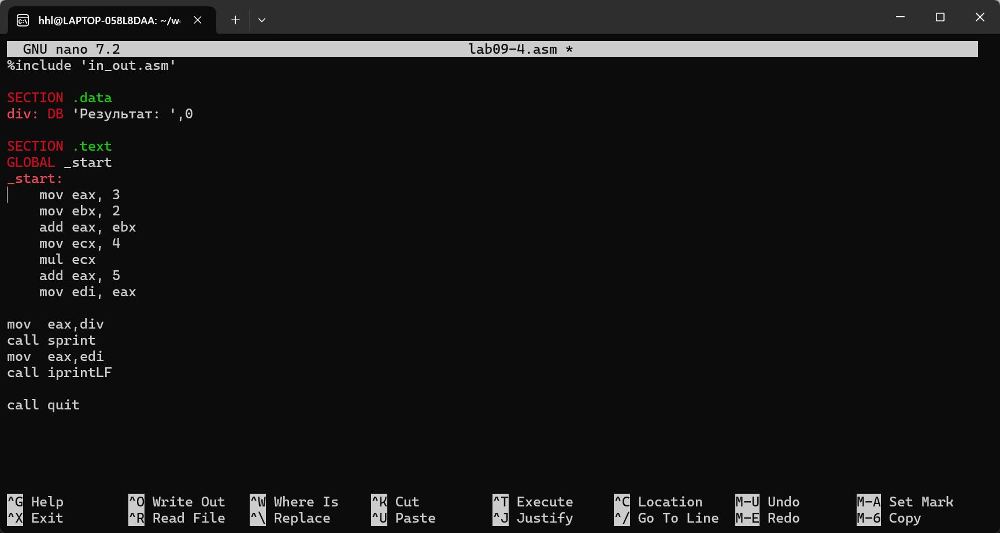 hhl@LAPTOP-058L8DAA: ~/w
GNU nano 7.2 lab09-4.asm *
%include 'in_out.asm'
SECTION .data
div: DB 'Результат: ',0
SECTION .text
GLOBAL _start
_start:
mov eax, 3
mov ebx, 2
add eax, ebx
mov ecx, 4
mul ecx
add eax, 5
mov edi, eax
mov  eax,div
call sprint
mov  eax,edi
call iprintLF
call quit
^G Help ^O Write Out ^W Where Is ^K Cut ^T Execute ^C Location M-U Undo M-A Set Mark
^X Exit ^R Read File ^\ Replace ^U Paste ^J Justify ^/ Go To Line M-E Redo M-6 Copy